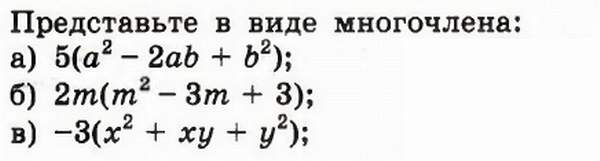 Представьте в виде многочлена:
а) 5(a² − 2ab + b²);
б) 2m(m² − 3m + 3);
в) −3(x² + xy + y²);